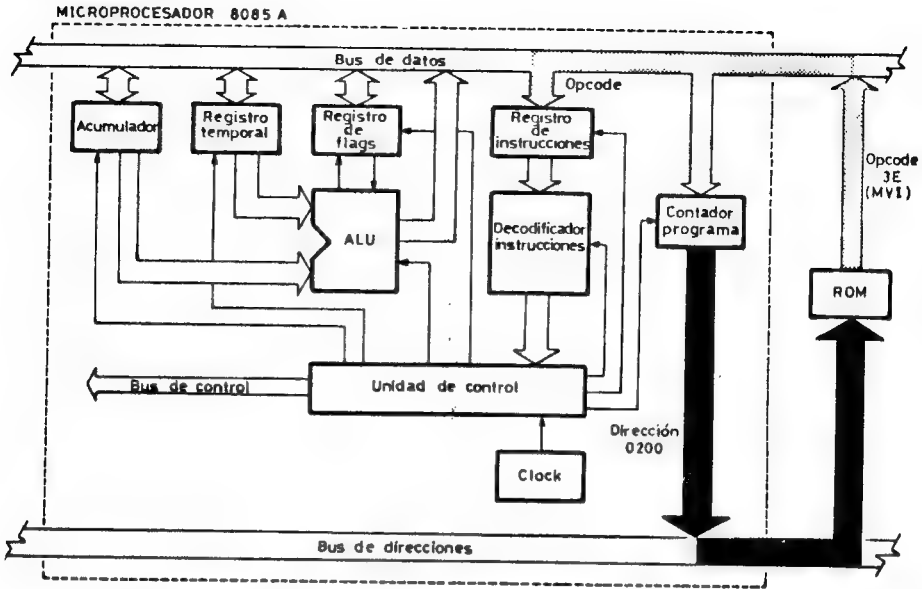 MICROPROCESADOR 8085 A
Bus de datos
Opcode
Acumulador
Registro
temporal
Registro
de
flags
Registro
de
instrucciones
Opcode
3E
(MVI)
Contador
programa
ALU
Decodificador
instrucciones
ROM
Unidad de control
Bus de control
Dirección
0200
Clock
Bus de direcciones